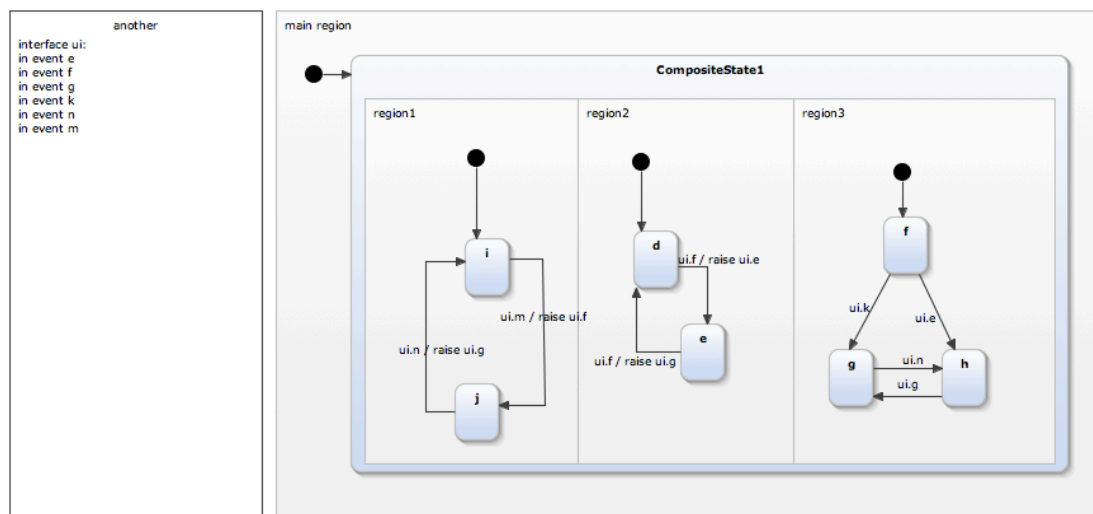 another
interface ui:
in event e
in event f
in event g
in event k
in event n
in event m
main region
CompositeState1
region1
i
ui.m / raise ui.f
ui.n / raise ui.g
j
region2
d
ui.f / raise ui.e
e
ui.f / raise ui.g
region3
f
ui.k
ui.e
g
ui.n
h
ui.g